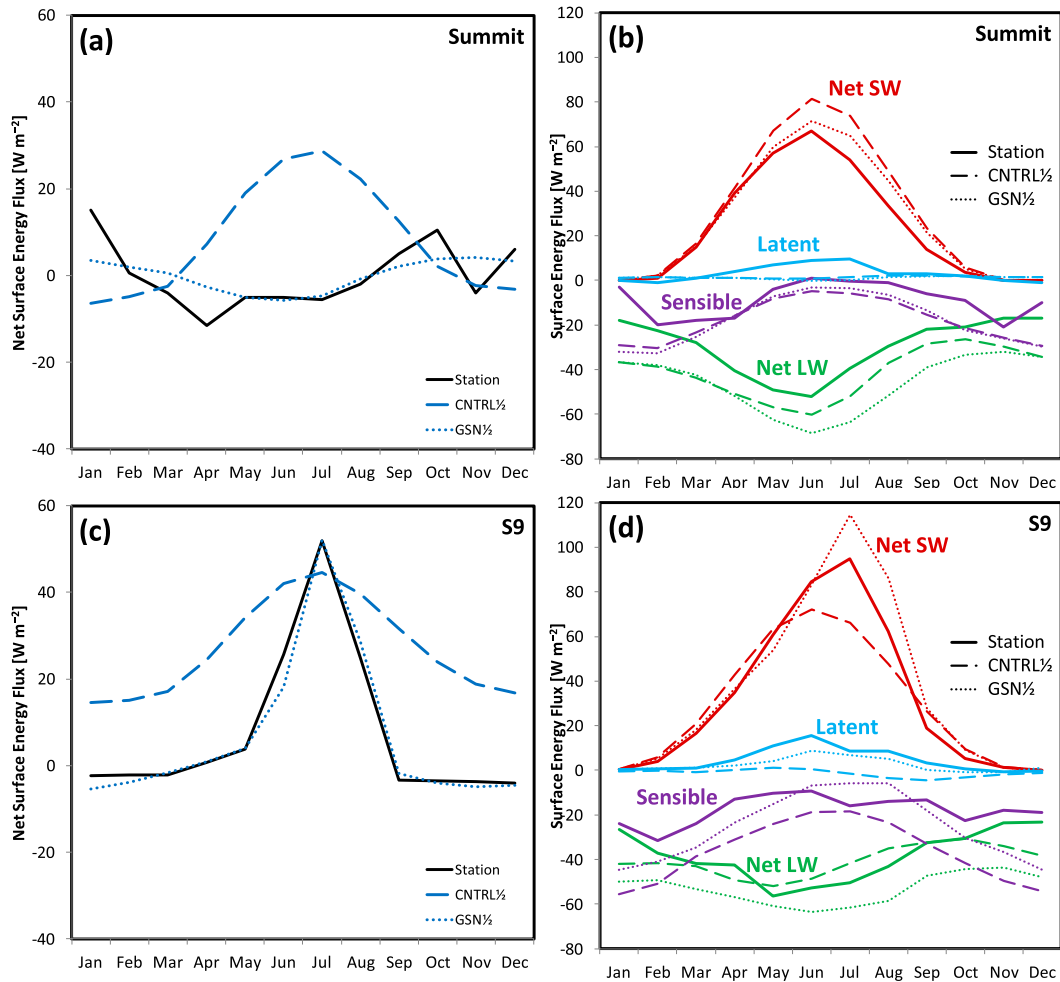 (a)
Summit
60
40
20
0
-20
-40
Net Surface Energy Flux [W m⁻²]
Station
CNTRL½
GSN½
Jan Feb Mar Apr May Jun Jul Aug Sep Oct Nov Dec
(b)
Summit
120
100
80
60
40
20
0
-20
-40
-60
-80
Surface Energy Flux [W m⁻²]
Net SW
Latent
Sensible
Net LW
Station
CNTRL½
GSN½
Jan Feb Mar Apr May Jun Jul Aug Sep Oct Nov Dec
(c)
S9
60
40
20
0
-20
-40
Net Surface Energy Flux [W m⁻²]
Station
CNTRL½
GSN½
Jan Feb Mar Apr May Jun Jul Aug Sep Oct Nov Dec
(d)
S9
120
100
80
60
40
20
0
-20
-40
-60
-80
Surface Energy Flux [W m⁻²]
Net SW
Latent
Sensible
Net LW
Station
CNTRL½
GSN½
Jan Feb Mar Apr May Jun Jul Aug Sep Oct Nov Dec